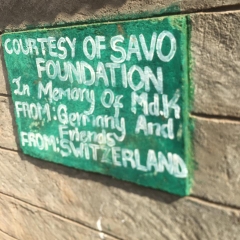 COURTESY OF SAVO
FOUNDATION
In Memory Of Md.K
FROM: Germany And
Friends
FROM: SWITZERLAND